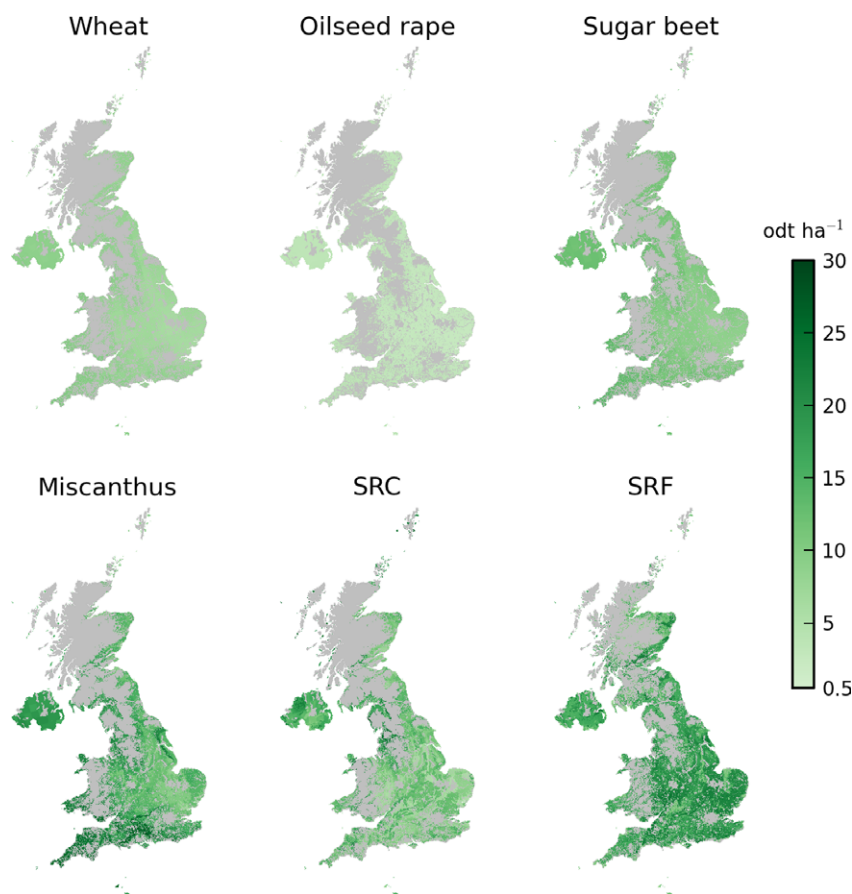 Wheat
Oilseed rape
Sugar beet
odt ha⁻¹
30
25
20
15
10
5
0.5
Miscanthus
SRC
SRF